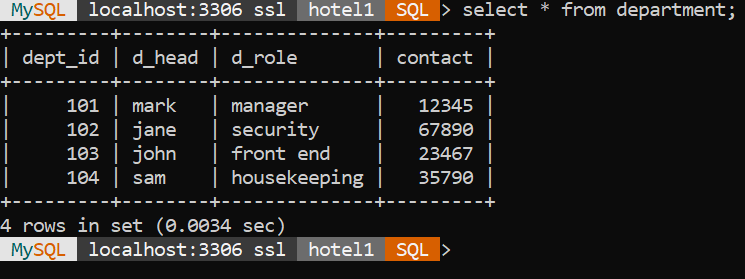 MySQL localhost:3306 ssl hotel1 SQL > select * from department;
+---------+--------+--------------+---------+
| dept_id | d_head | d_role       | contact |
+---------+--------+--------------+---------+
|     101 | mark   | manager      |   12345 |
|     102 | jane   | security     |   67890 |
|     103 | john   | front end    |   23467 |
|     104 | sam    | housekeeping |   35790 |
+---------+--------+--------------+---------+
4 rows in set (0.0034 sec)
MySQL localhost:3306 ssl hotel1 SQL >